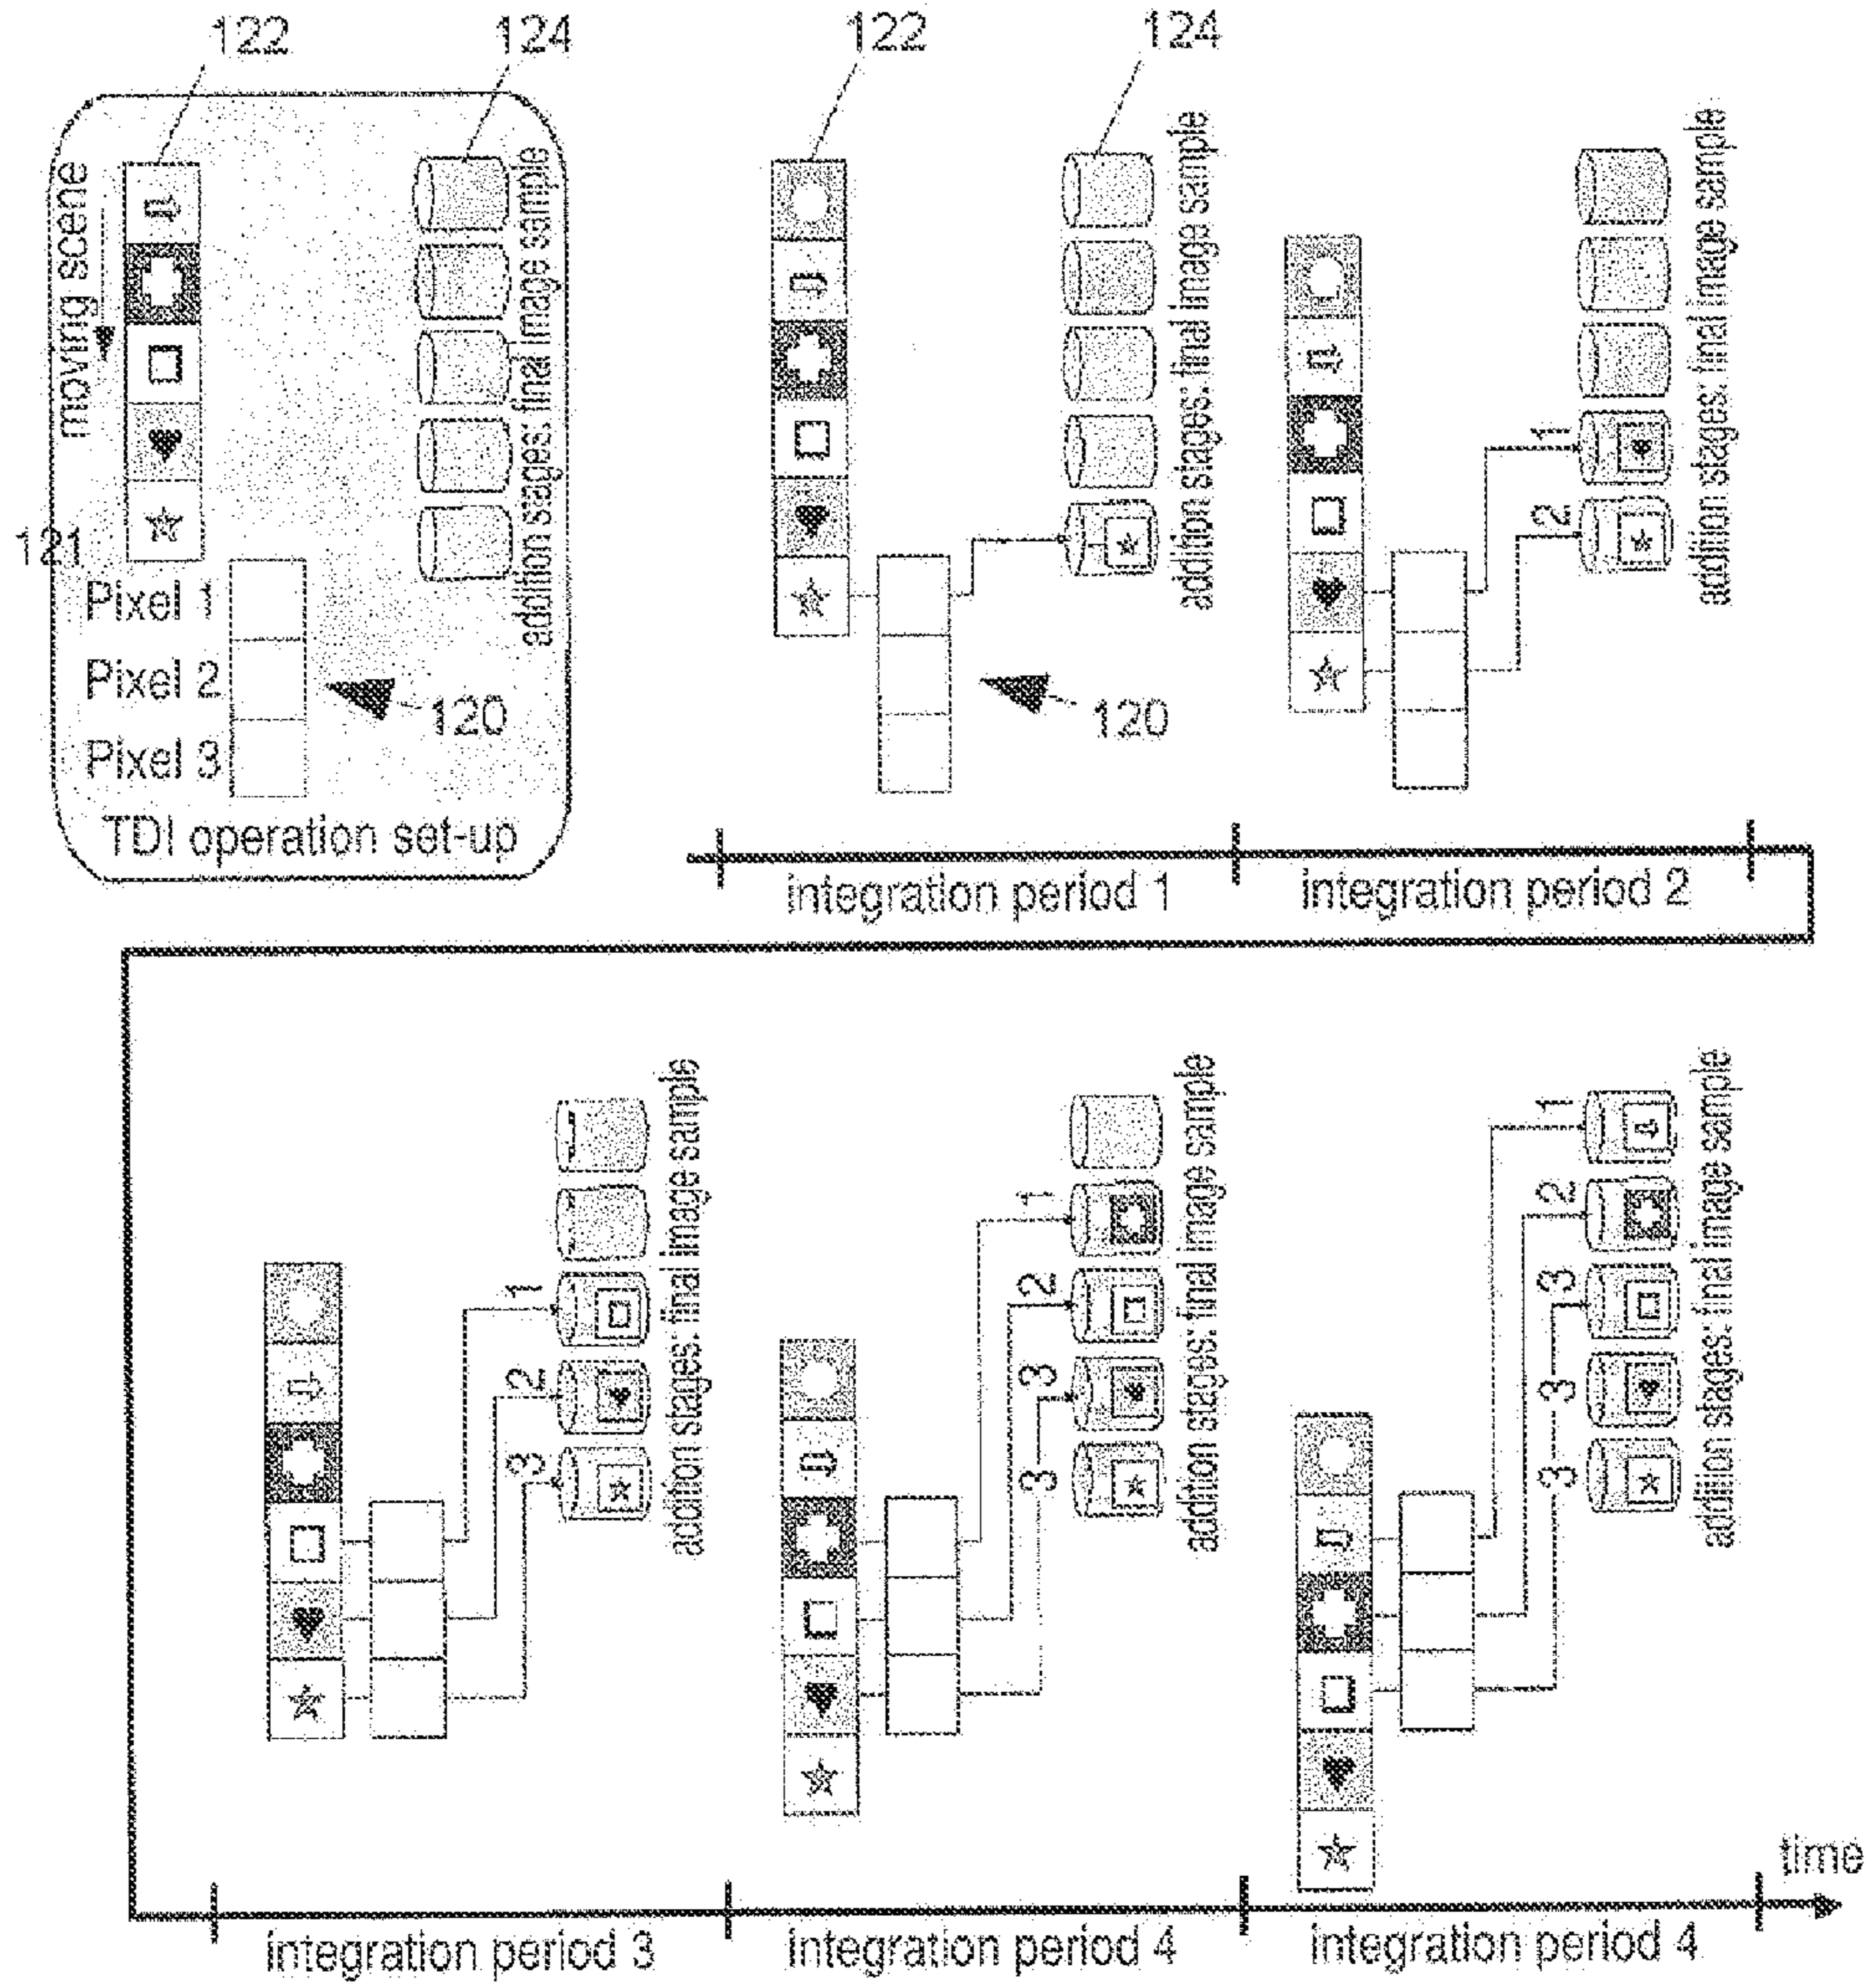 122
124
122
124
moving scene
addition stages: final image sample
121
Pixel 1
Pixel 2
Pixel 3
120
TDI operation set-up
addition stages: final image sample
120
1
2
addition stages: final image sample
integration period 1
integration period 2
1
2
3
addition stages: final image sample
1
2
3
3
addition stages: final image sample
1
2
3
3
3
addition stages: final image sample
time
integration period 3
integration period 4
integration period 4